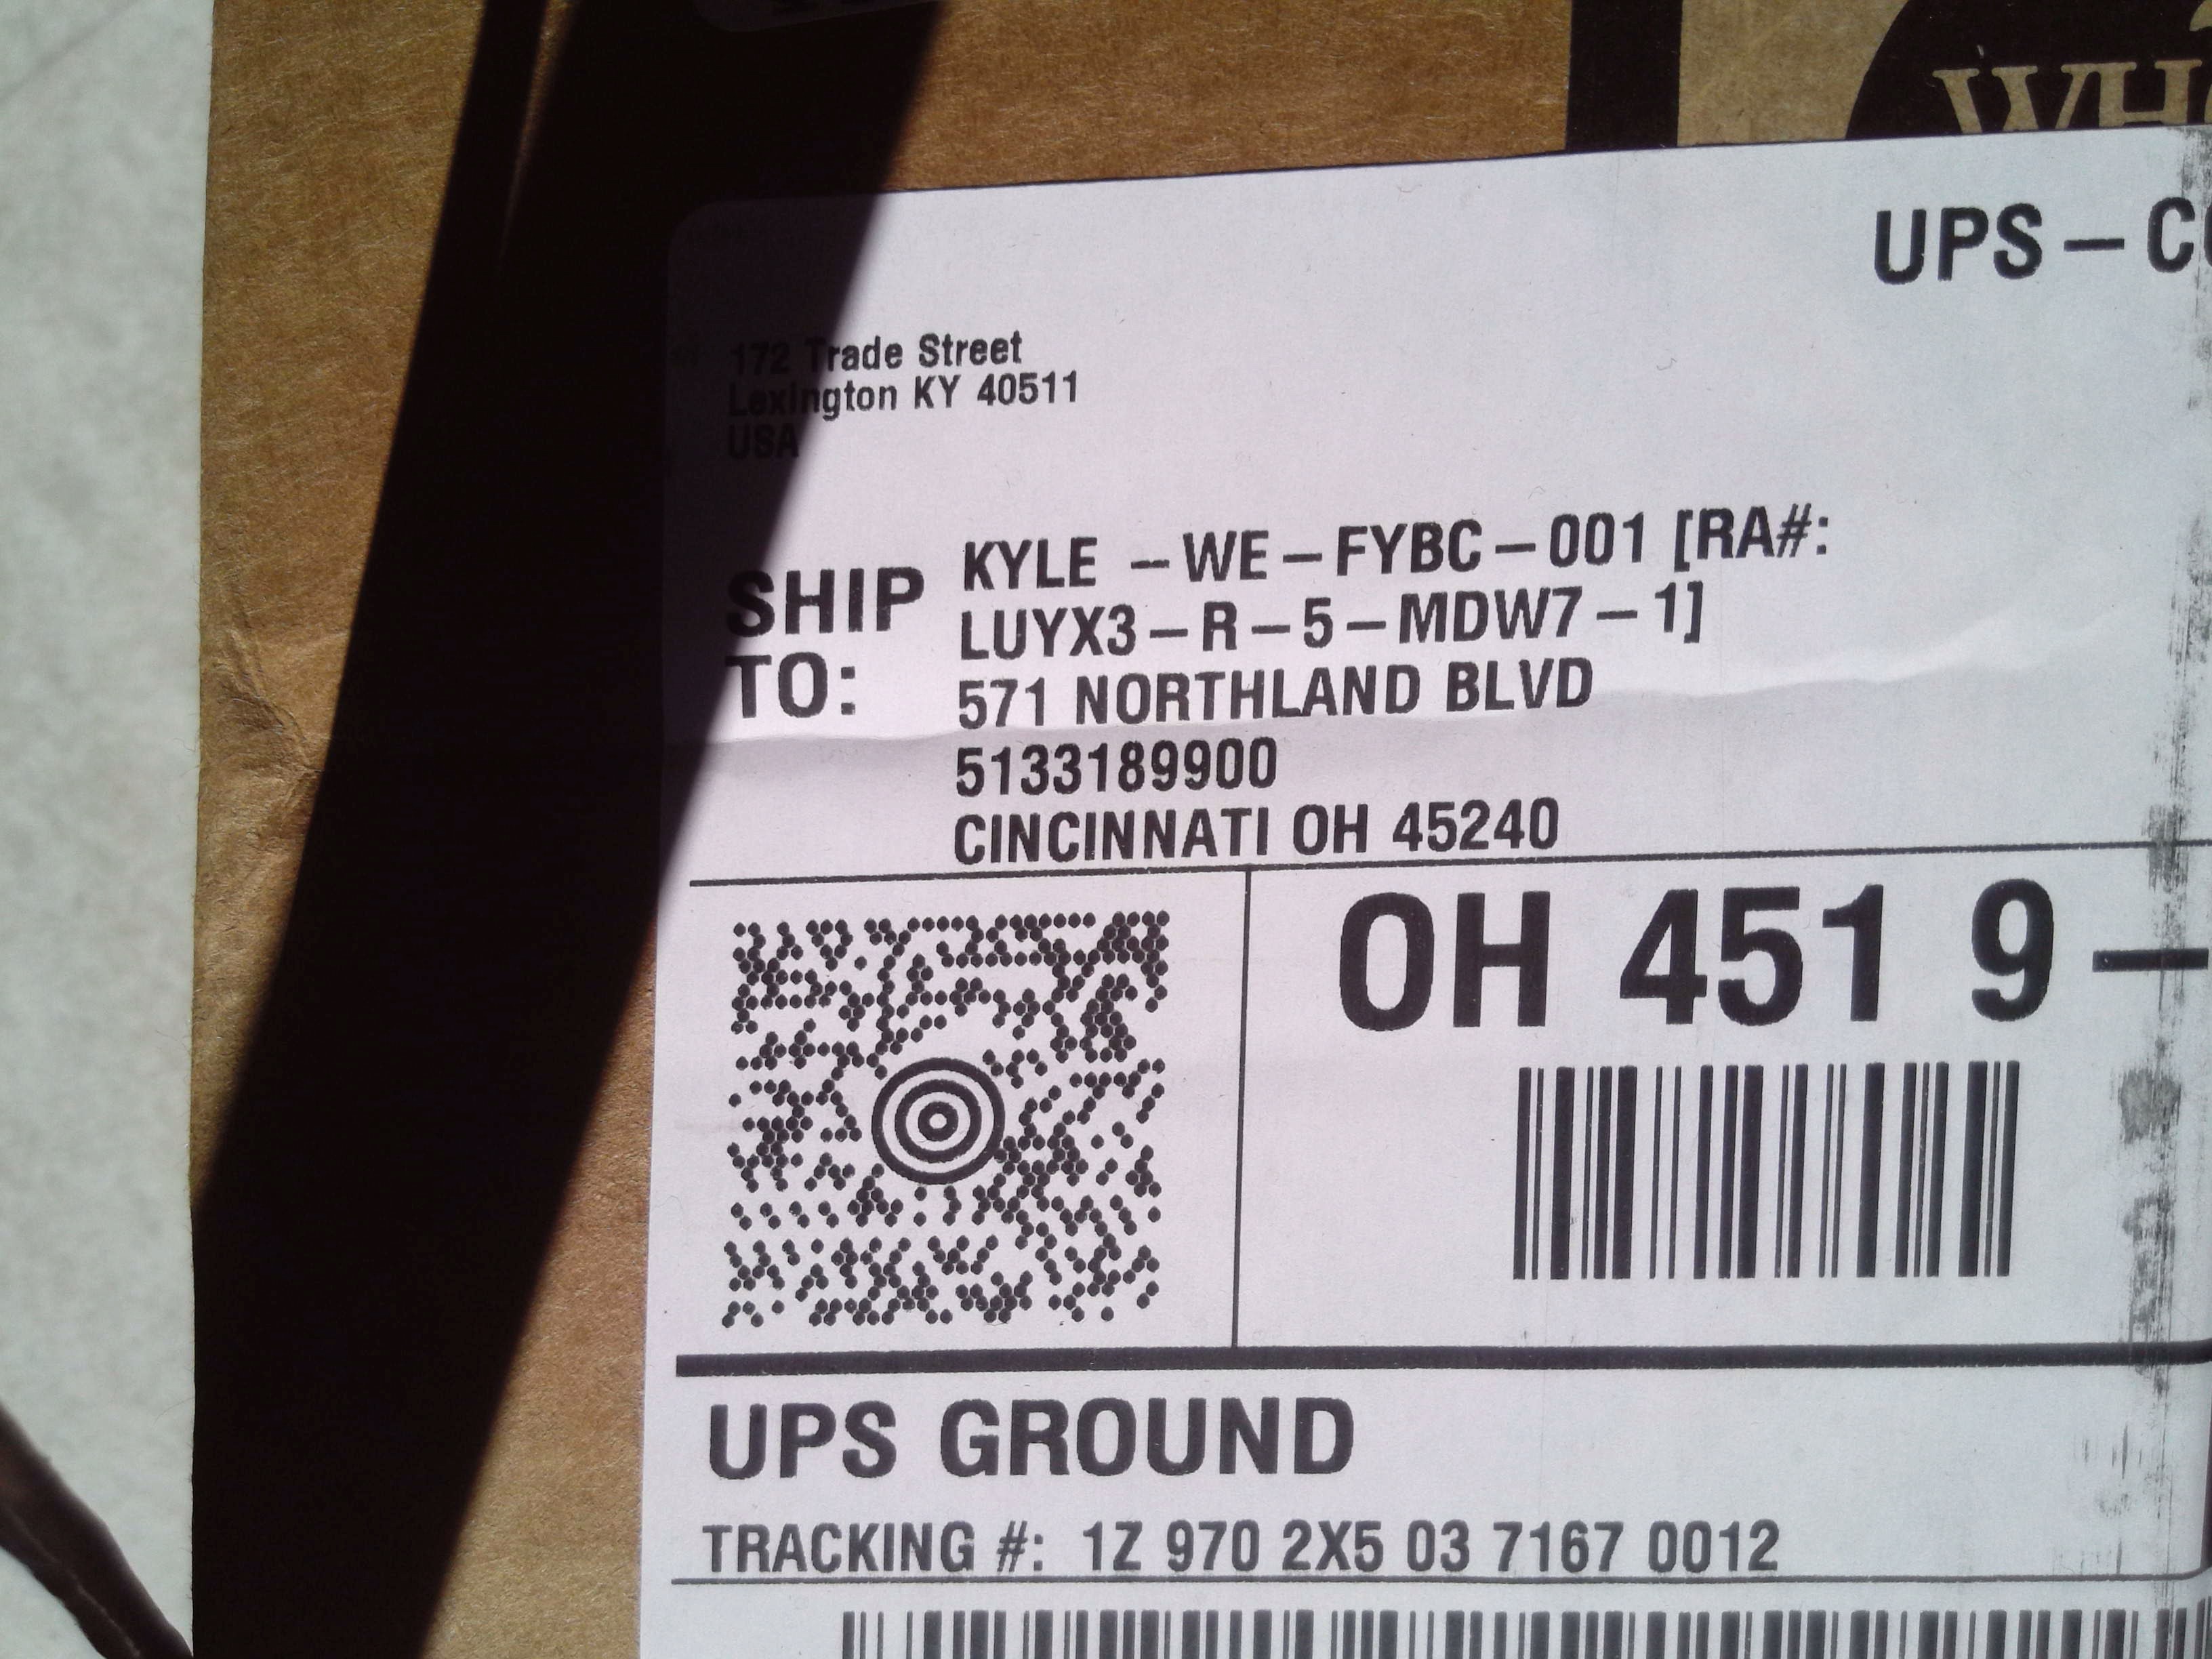 WH
UPS – C
172 Trade Street
Lexington KY 40511
USA
SHIP TO:
KYLE – WE – FYBC – 001 [RA#:
LUYX3 – R – 5 – MDW7 – 1]
571 NORTHLAND BLVD
5133189900
CINCINNATI OH 45240
OH 451 9 –
UPS GROUND
TRACKING #: 1Z 970 2X5 03 7167 0012